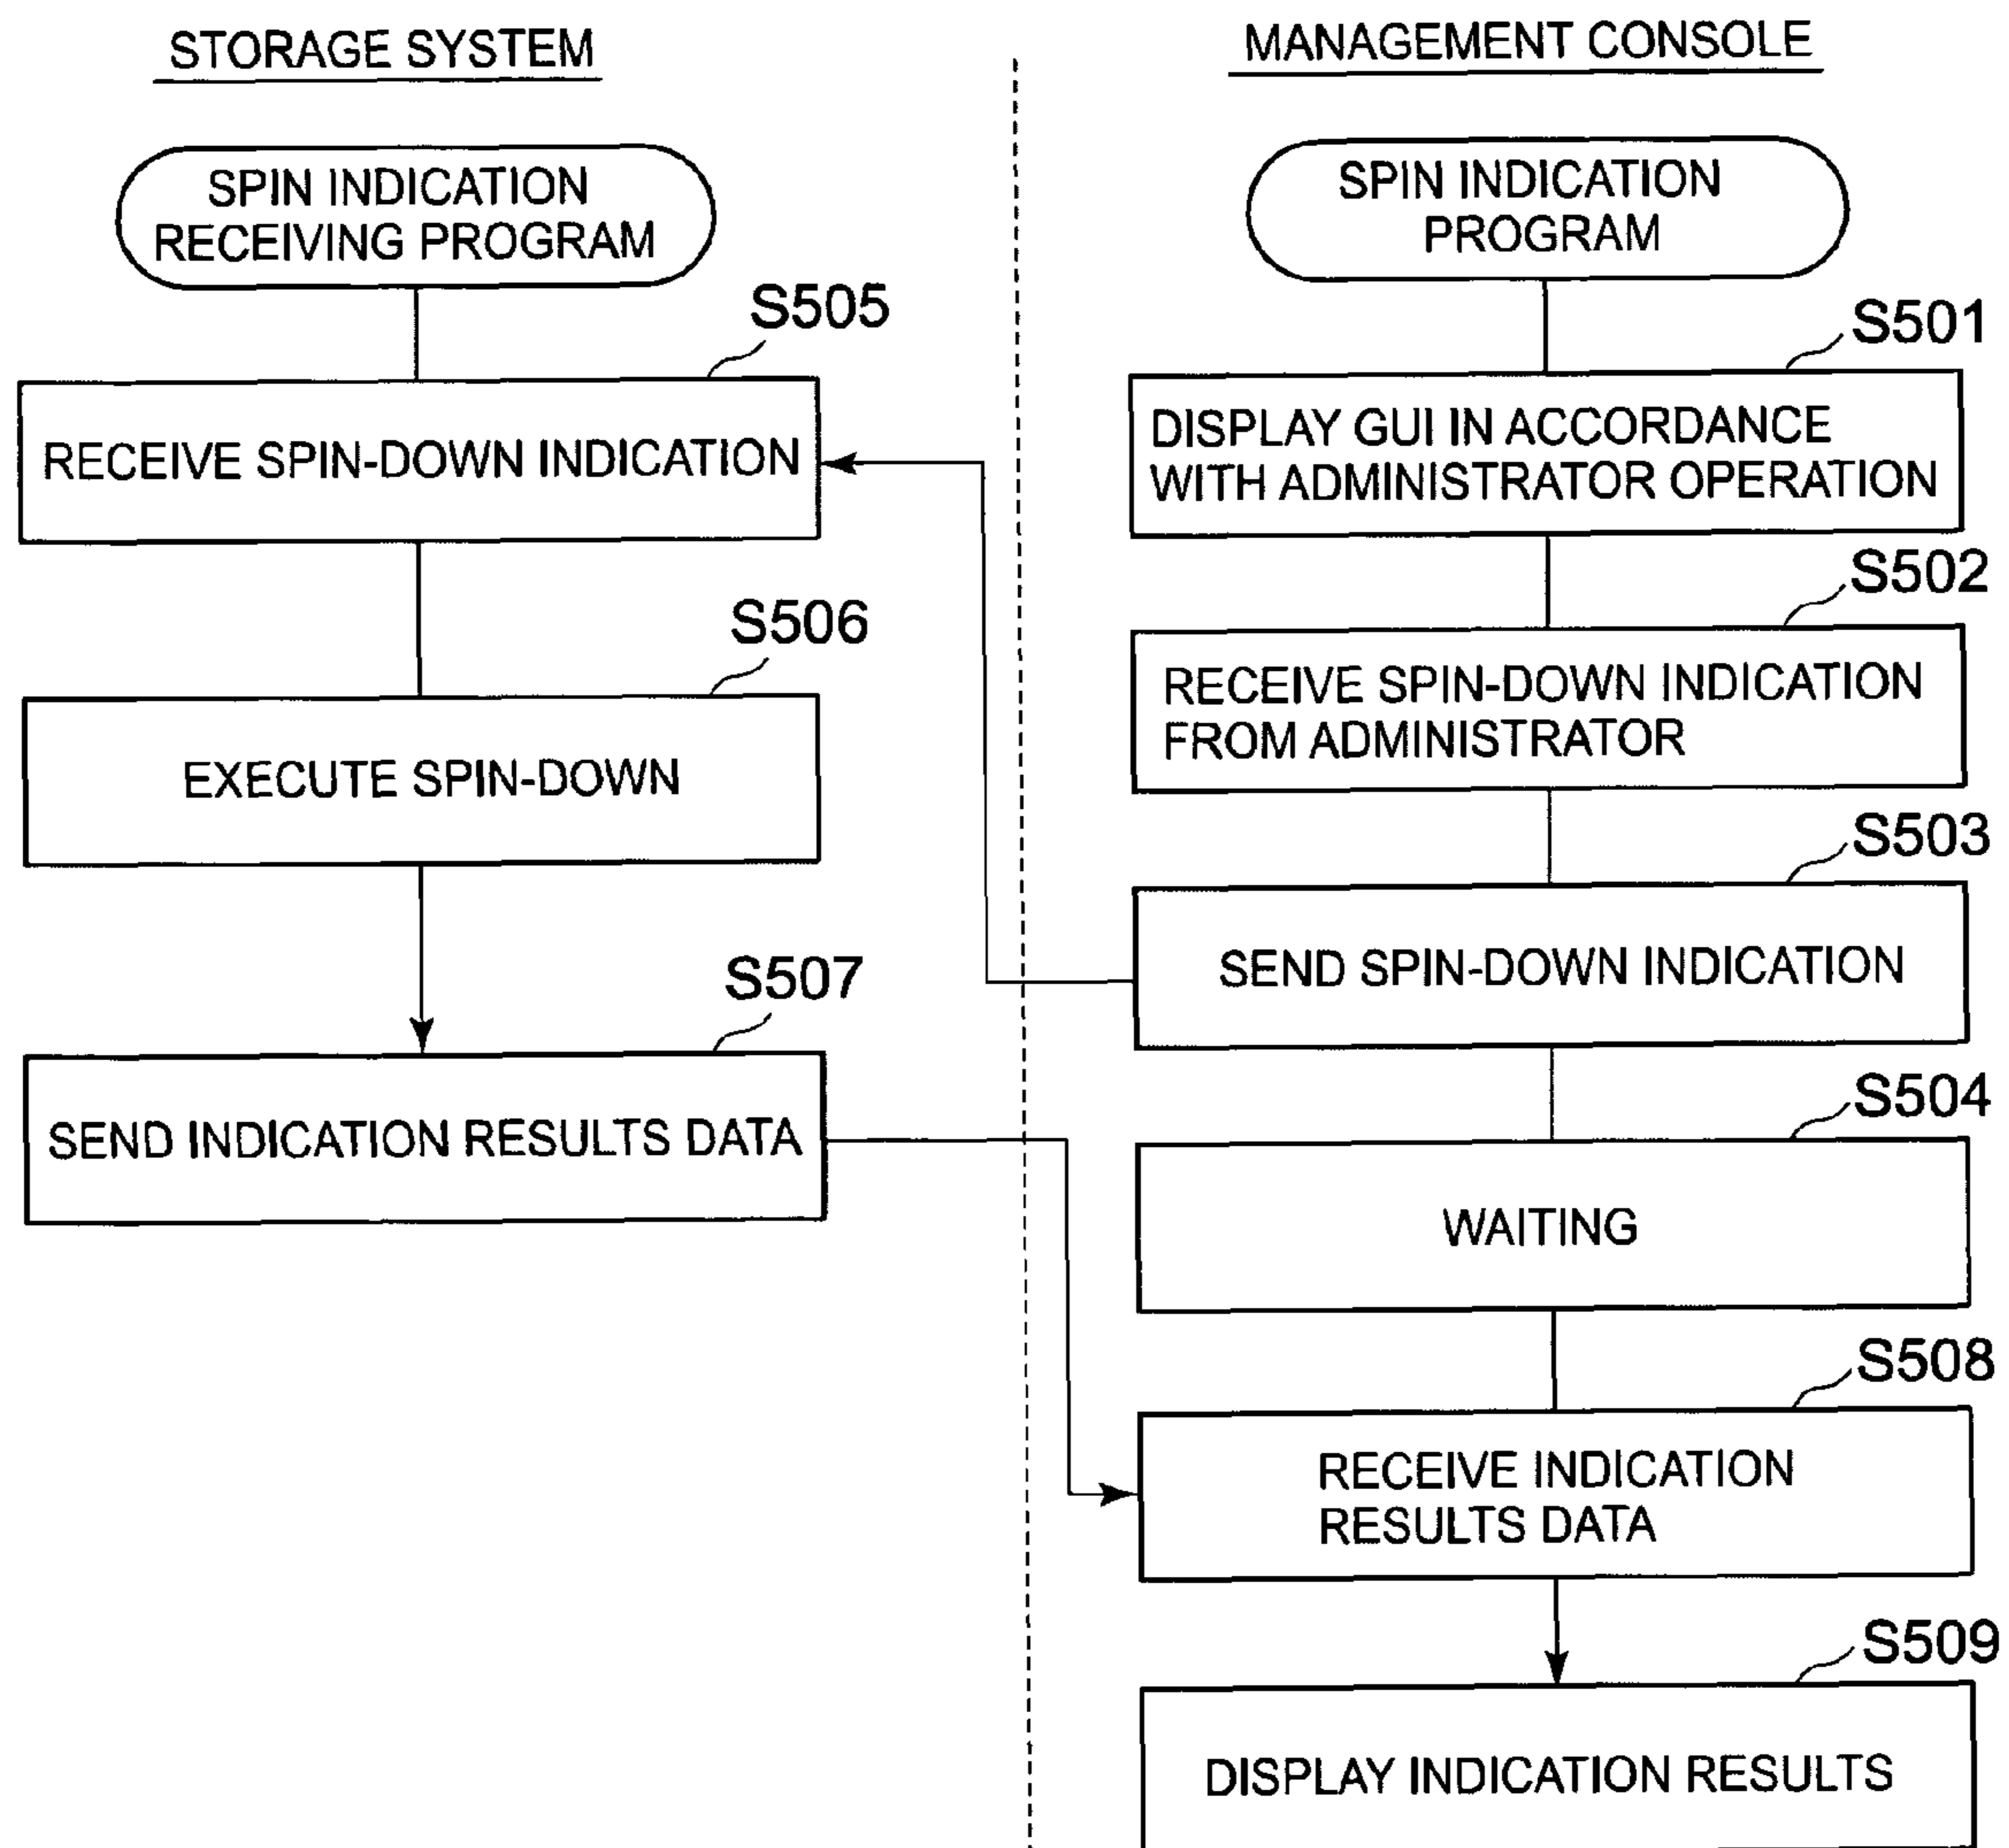 STORAGE SYSTEM
SPIN INDICATION
RECEIVING PROGRAM
S505
RECEIVE SPIN-DOWN INDICATION
S506
EXECUTE SPIN-DOWN
S507
SEND INDICATION RESULTS DATA
MANAGEMENT CONSOLE
SPIN INDICATION
PROGRAM
S501
DISPLAY GUI IN ACCORDANCE
WITH ADMINISTRATOR OPERATION
S502
RECEIVE SPIN-DOWN INDICATION
FROM ADMINISTRATOR
S503
SEND SPIN-DOWN INDICATION
S504
WAITING
S508
RECEIVE INDICATION
RESULTS DATA
S509
DISPLAY INDICATION RESULTS